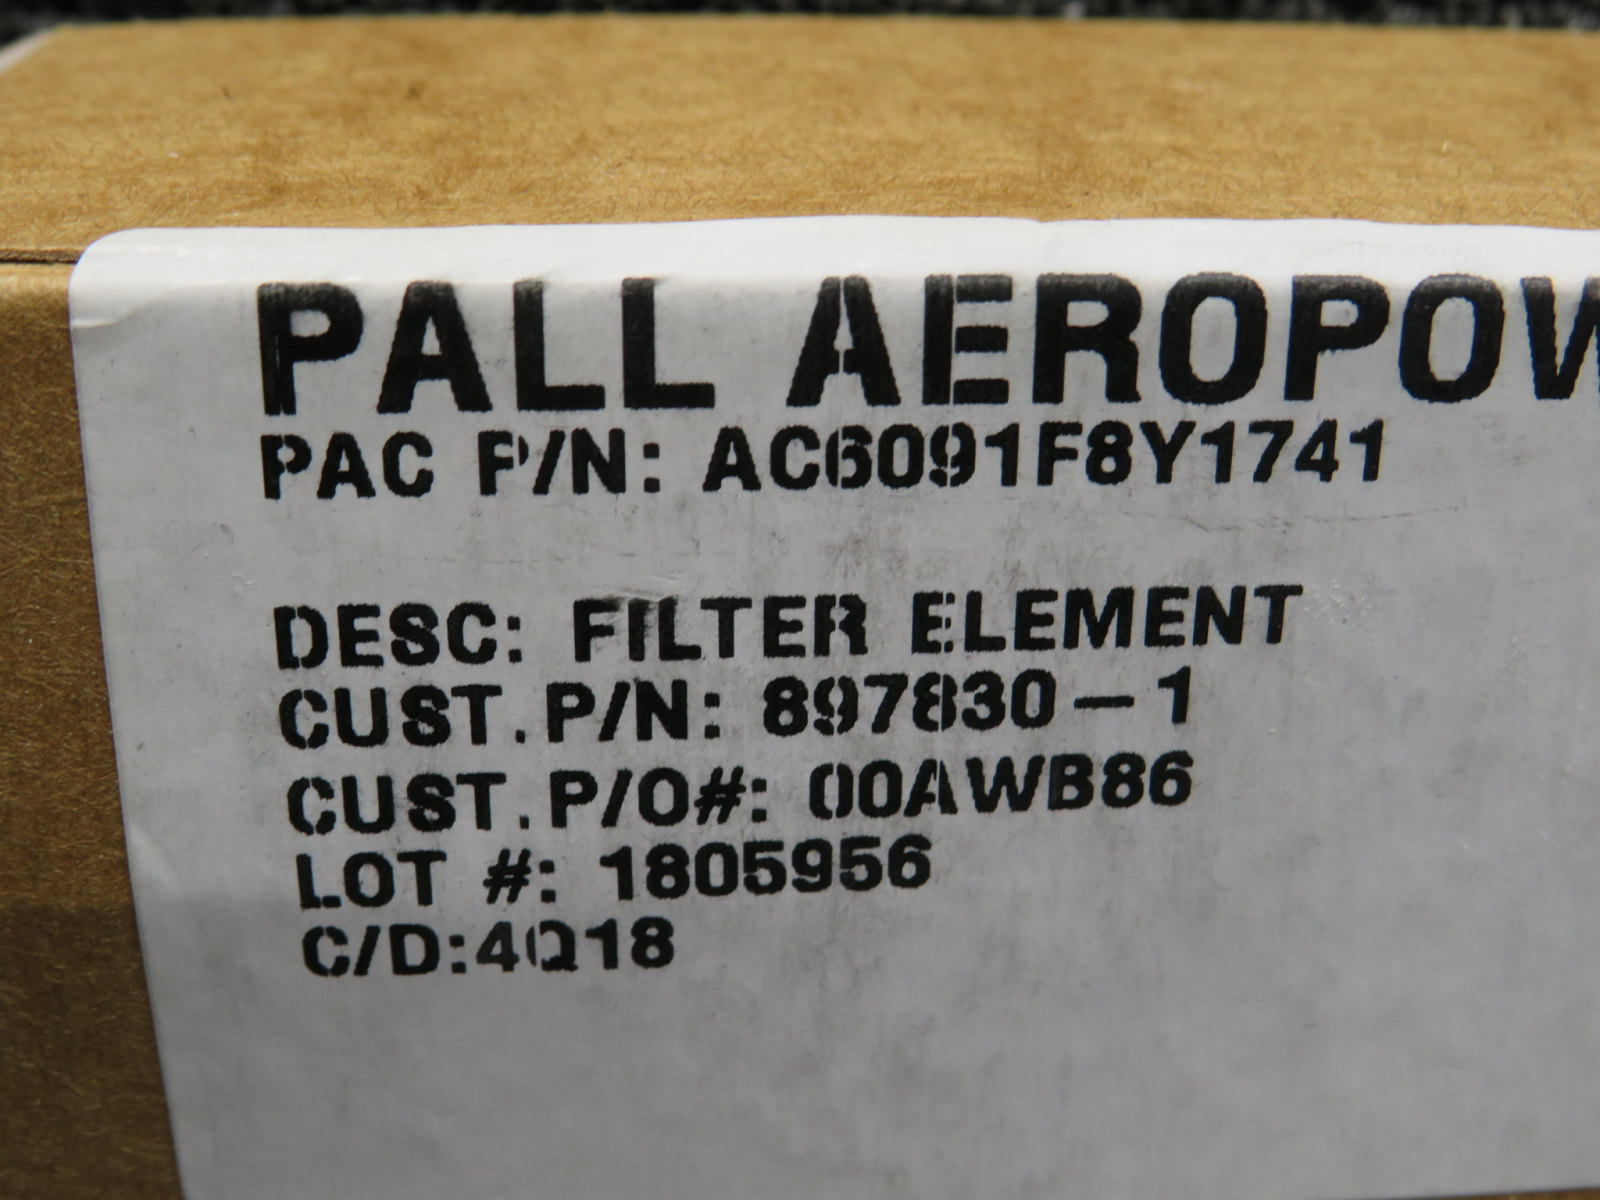 PALL AEROPOW
PAC P/N: AC6091F8Y1741
DESC: FILTER ELEMENT
CUST.P/N: 897830-1
CUST.P/O#: 00AWB86
LOT #: 1805956
C/D:4Q18